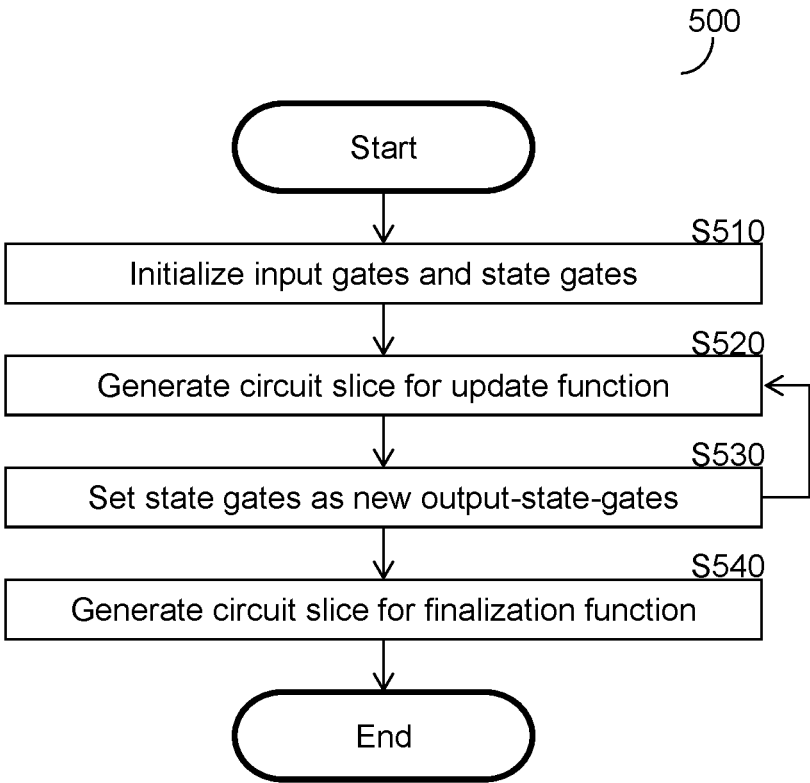 500
Start
S510
Initialize input gates and state gates
S520
Generate circuit slice for update function
S530
Set state gates as new output-state-gates
S540
Generate circuit slice for finalization function
End